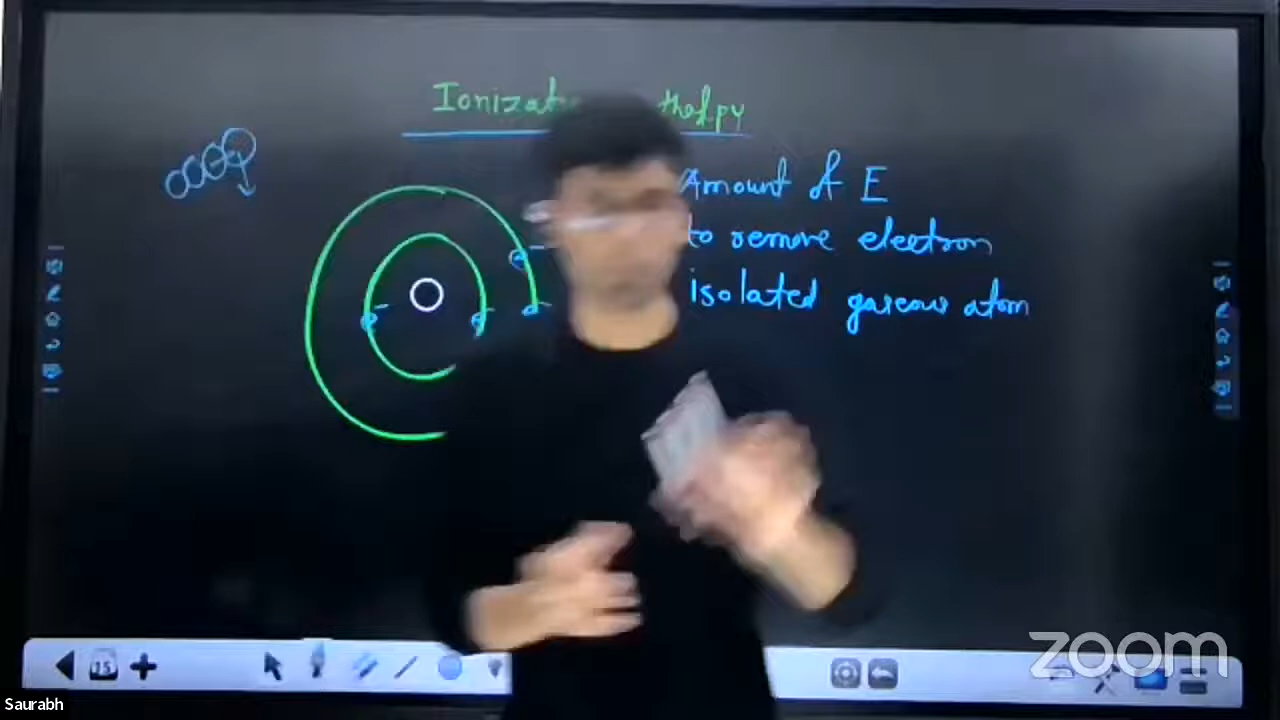 Ionizat thalpy
Amount of E
to remove electron
isolated gaseous atom
e-
e-
e-
15
zoom
Saurabh